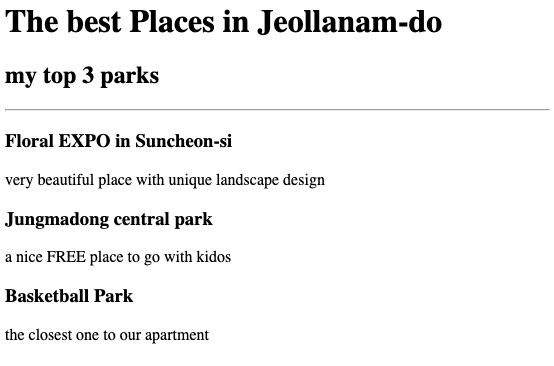 The best Places in Jeollanam-do
my top 3 parks
Floral EXPO in Suncheon-si
very beautiful place with unique landscape design
Jungmadong central park
a nice FREE place to go with kidos
Basketball Park
the closest one to our apartment